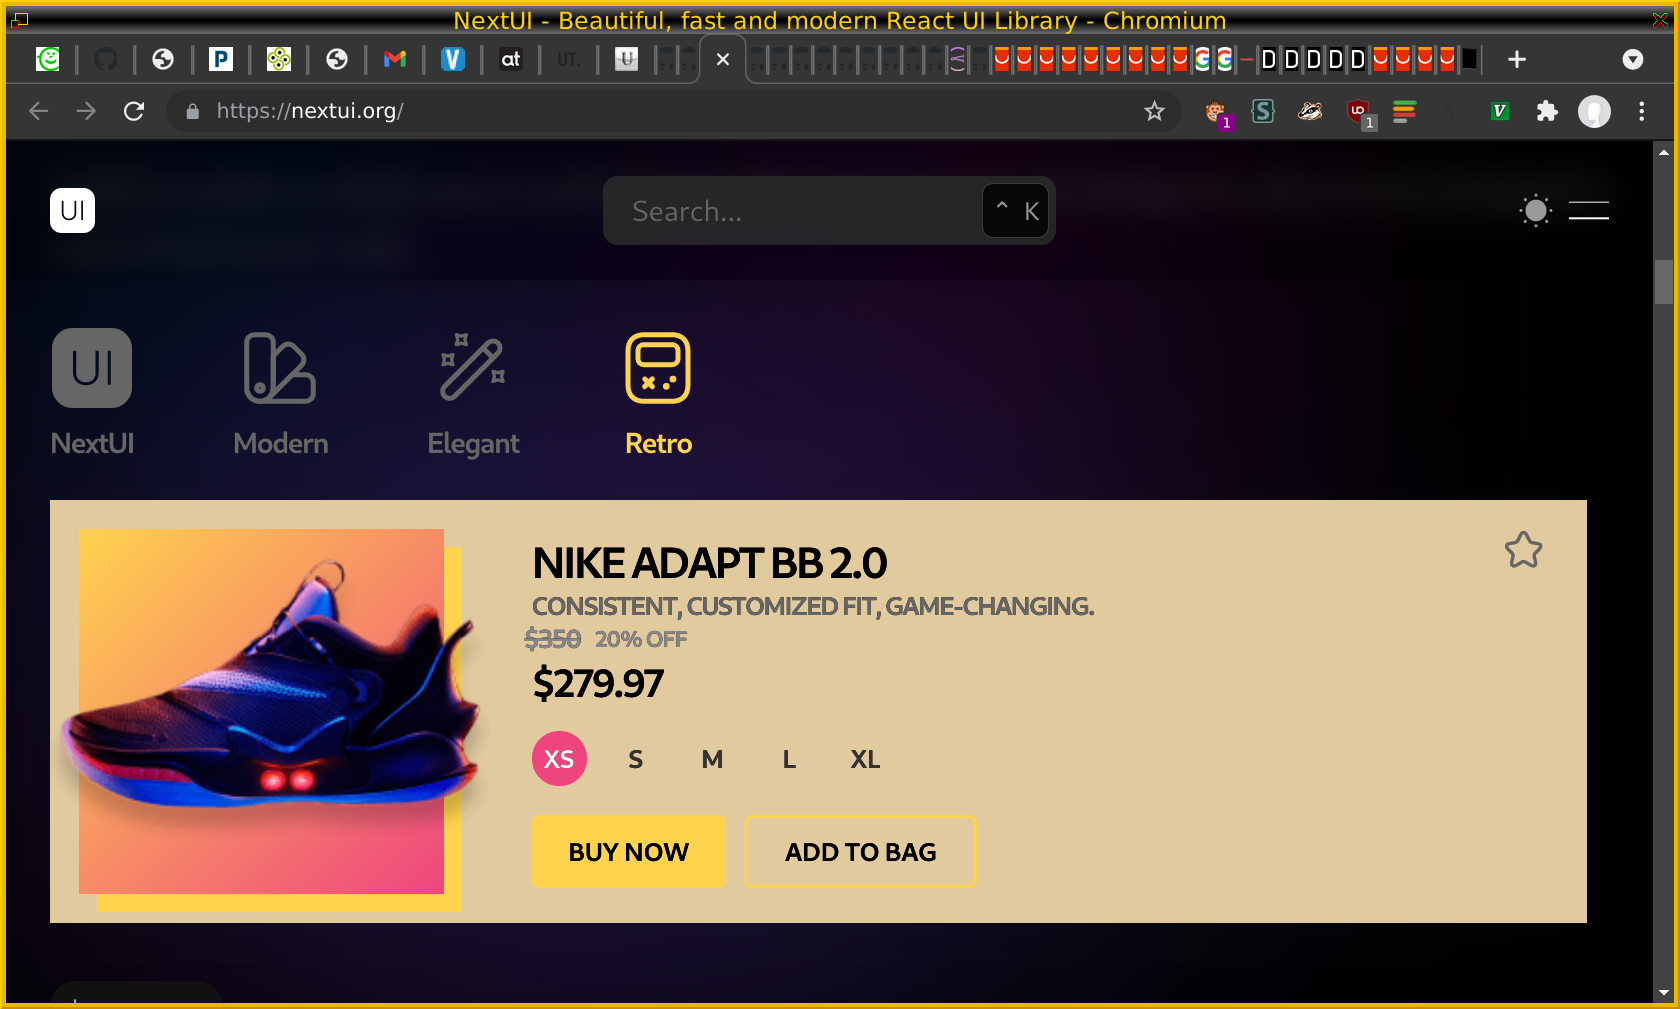 NextUI - Beautiful, fast and modern React UI Library - Chromium
P V at UT. U G G D D D D D
https://nextui.org/
1 S uo 1 V
UI Search... ^ K
UI
NextUI Modern Elegant Retro
NIKE ADAPT BB 2.0
CONSISTENT, CUSTOMIZED FIT, GAME-CHANGING.
$350 20% OFF
$279.97
XS S M L XL
BUY NOW ADD TO BAG